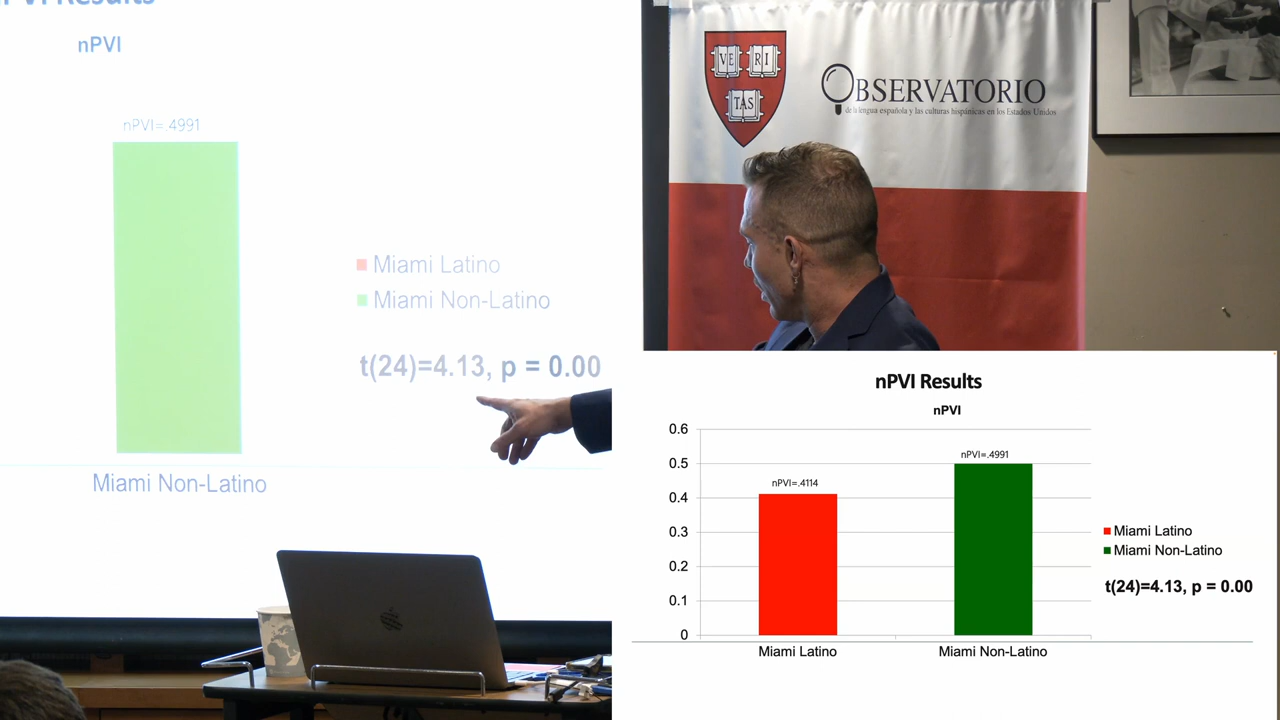 nPVI Results
nPVI
nPVI=.4991
Miami Latino
Miami Non-Latino
t(24)=4.13, p = 0.00
Miami Non-Latino
VE RI
TAS
OBSERVATORIO
de la lengua española y las culturas hispánicas en los Estados Unidos
nPVI Results
nPVI
0.6
0.5
0.4
0.3
0.2
0.1
0
nPVI=.4114
nPVI=.4991
Miami Latino
Miami Non-Latino
Miami Latino
Miami Non-Latino
t(24)=4.13, p = 0.00